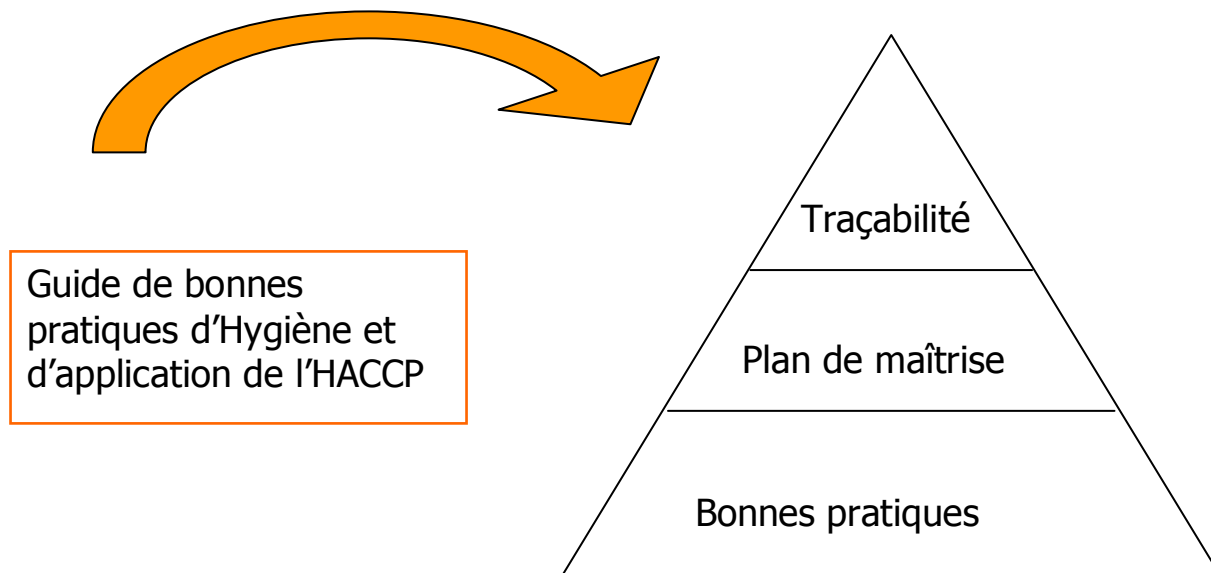 Traçabilité
Guide de bonnes
pratiques d’Hygiène et
d’application de l’HACCP
Plan de maîtrise
Bonnes pratiques